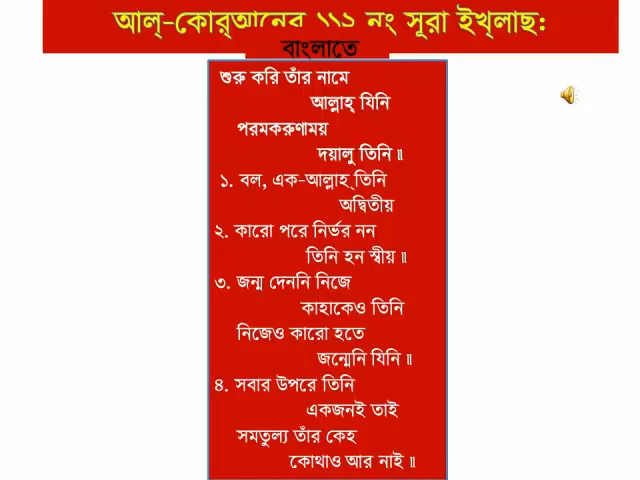 আল্-কোর্আনের ১১২ নং সূরা ইখ্লাছ:
বাংলাতে
শুরু করি তাঁর নামে
আল্লাহ্ যিনি
পরমকরুণাময়
দয়ালু তিনি॥
১. বল, এক-আল্লাহ্ তিনি
অদ্বিতীয়
২. কারো পরে নির্ভর নন
তিনি হন স্বীয়॥
৩. জন্ম দেননি নিজে
কাহাকেও তিনি
নিজেও কারো হতে
জন্মেনি যিনি॥
৪. সবার উপরে তিনি
একজনই তাই
সমতুল্য তাঁর কেহ
কোথাও আর নাই॥